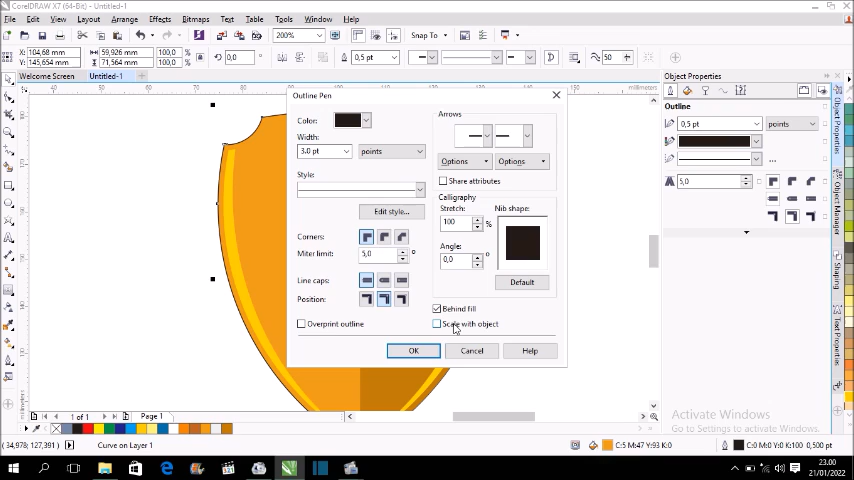 CorelDRAW X7 (64-Bit) - Untitled-1
File Edit View Layout Arrange Effects Bitmaps Text Table Tools Window Help
200% Snap To
X: 104,68 mm
Y: 145,654 mm
59,926 mm
71,564 mm
100,0 %
100,0 %
0,0
0,5 pt
50
Welcome Screen Untitled-1
millimeters
Outline Pen
Color:
Width:
3.0 pt points
Style:
Edit style...
Corners:
Miter limit: 5,0 º
Line caps:
Position:
Overprint outline
Arrows
Options Options
Share attributes
Calligraphy
Stretch:
100 %
Angle:
0,0 º
Nib shape:
Default
Behind fill
Scale with object
OK Cancel Help
Object Properties
Outline
0,5 pt points
...
5,0
Object Properties
Object Manager
Shaping
Text Properties
1 of 1 Page 1
(34,978; 127,391) Curve on Layer 1
Activate Windows
Go to Settings to activate Windows.
C:5 M:47 Y:93 K:0 C:0 M:0 Y:0 K:100 0,500 pt
23.00
21/01/2022